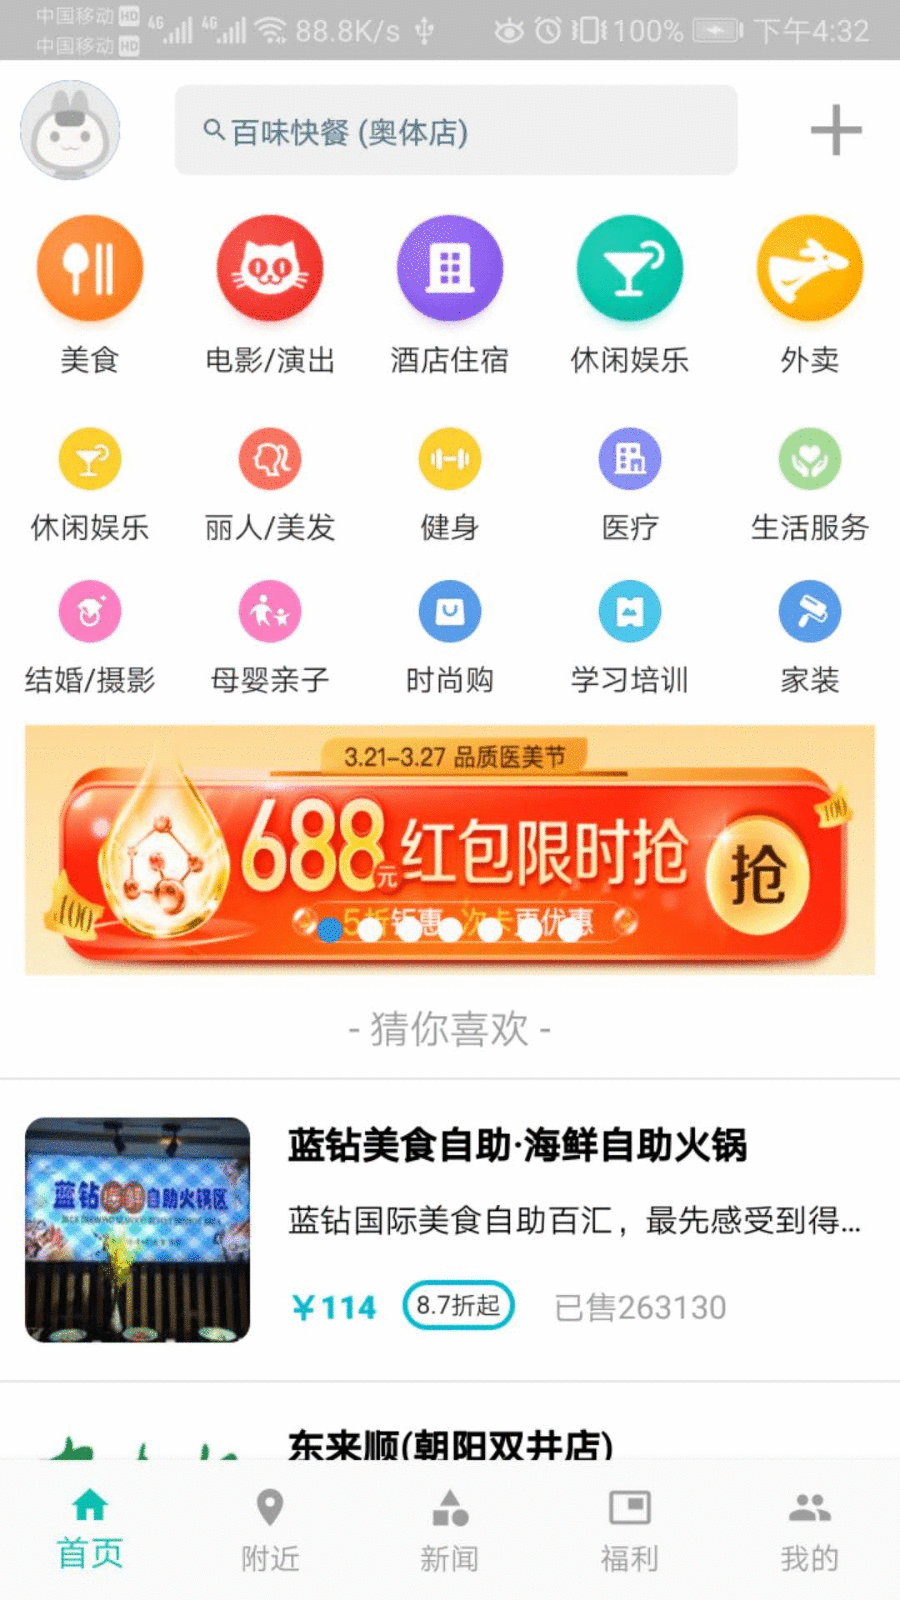 中国移动 HD 4G 4G 88.8K/s 100% 下午4:32
中国移动 HD
百味快餐 (奥体店)
美食 电影/演出 酒店住宿 休闲娱乐 外卖
休闲娱乐 丽人/美发 健身 医疗 生活服务
结婚/摄影 母婴亲子 时尚购 学习培训 家装
3.21-3.27 品质医美节
688元红包限时抢 抢
100
100
5折钜惠 次卡更优惠
- 猜你喜欢 -
蓝钻美食自助·海鲜自助火锅
蓝钻 自助火锅区
蓝钻国际美食自助百汇，最先感受到得...
￥114 8.7折起 已售263130
东来顺(朝阳双井店)
首页 附近 新闻 福利 我的